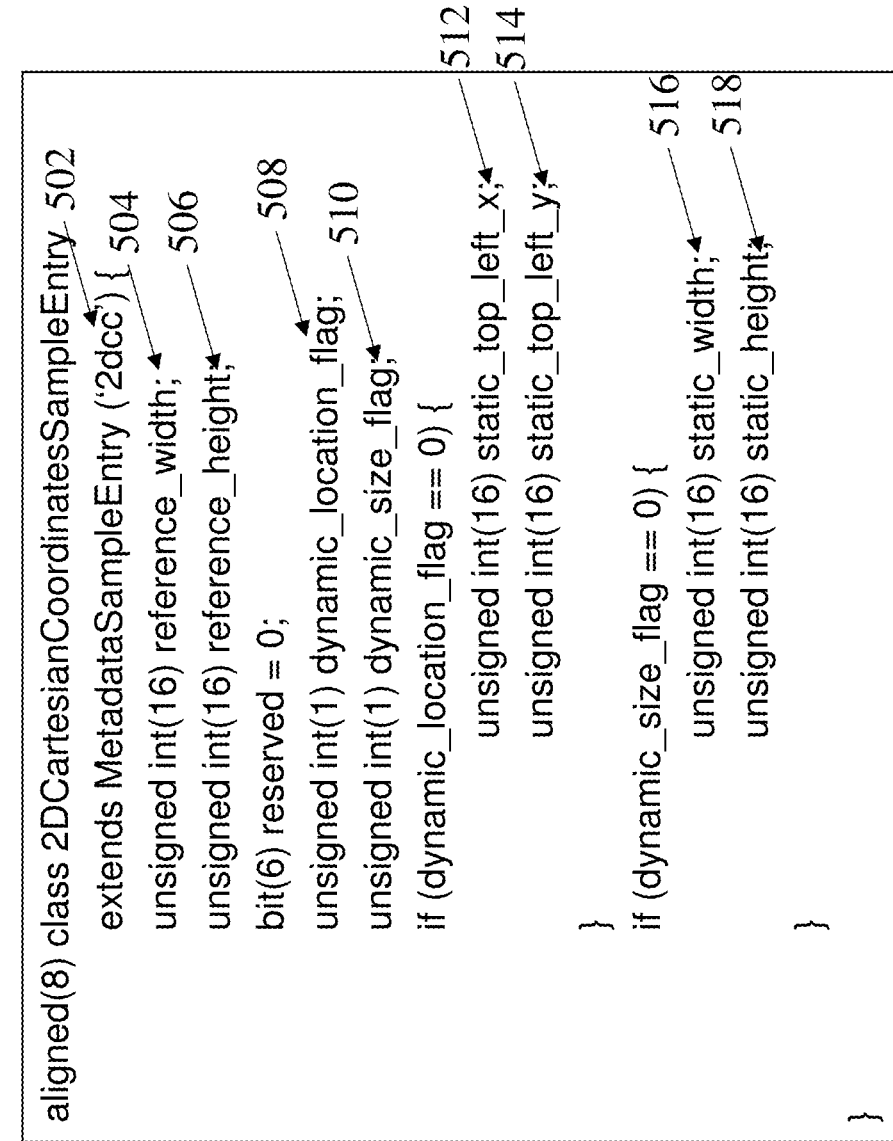 aligned(8) class 2DCartesianCoordinatesSampleEntry 502
extends MetadataSampleEntry (‘2dcc’) { 504
unsigned int(16) reference_width; 506
unsigned int(16) reference_height;
bit(6) reserved = 0; 508
unsigned int(1) dynamic_location_flag; 510
unsigned int(1) dynamic_size_flag;
if (dynamic_location_flag == 0) { 512
unsigned int(16) static_top_left_x; 514
unsigned int(16) static_top_left_y;
}
if (dynamic_size_flag == 0) { 516
unsigned int(16) static_width; 518
unsigned int(16) static_height;
}
}